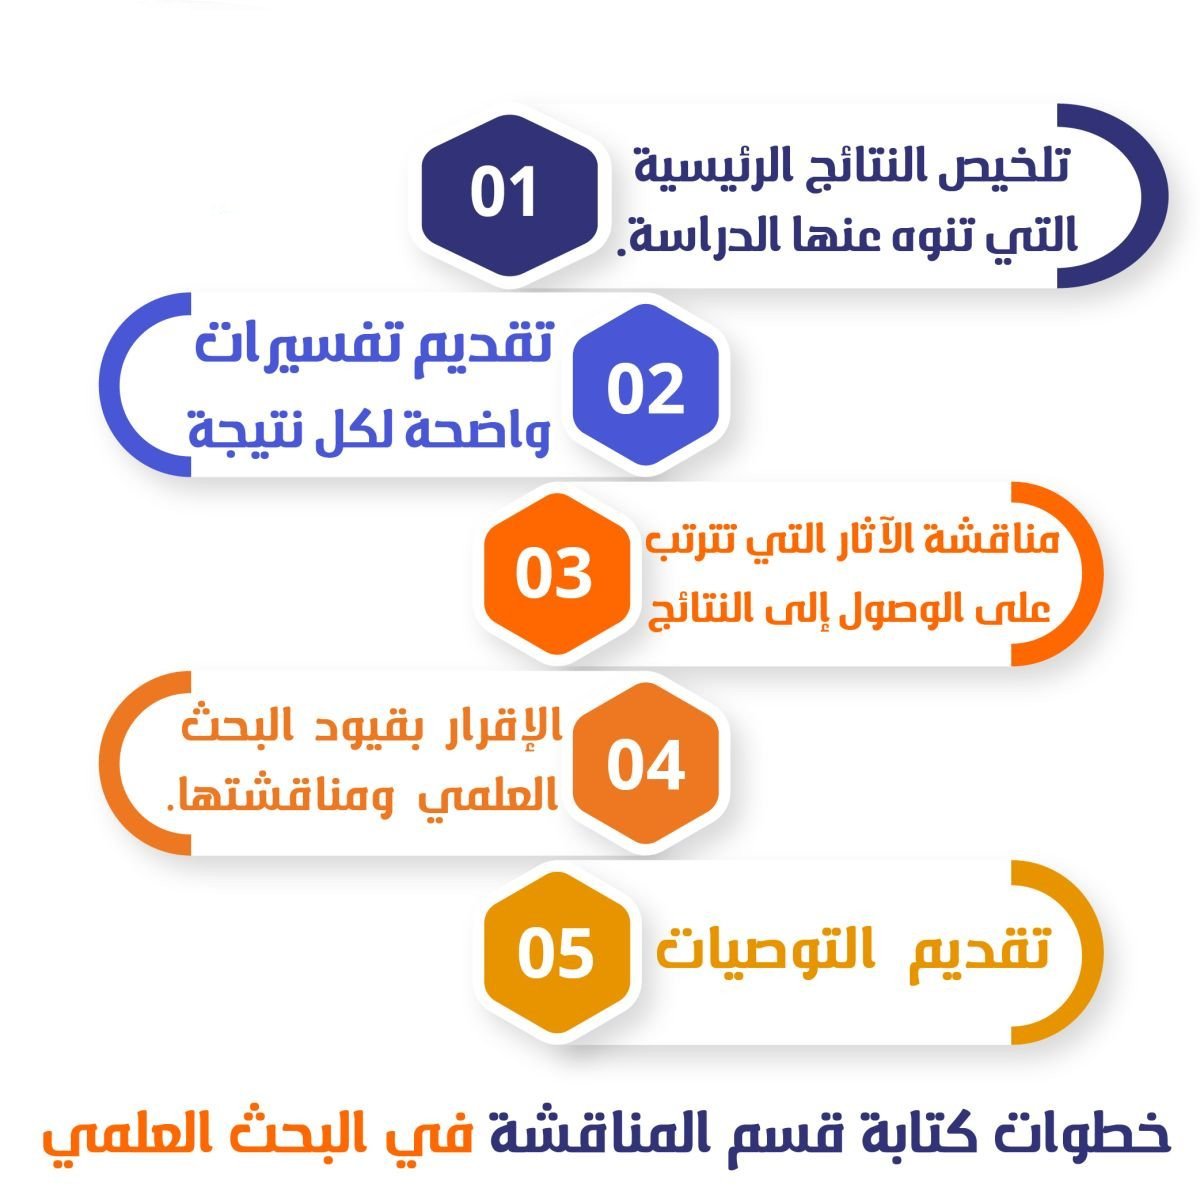 01
تلخيص النتائج الرئيسية
التي تنوه عنها الدراسة.
02
تقديم تفسيرات
واضحة لكل نتيجة
03
مناقشة الآثار التي تترتب
على الوصول إلى النتائج
04
الإقرار بقيود البحث
العلمي ومناقشتها.
05
تقديم التوصيات
خطوات كتابة قسم المناقشة في البحث العلمي